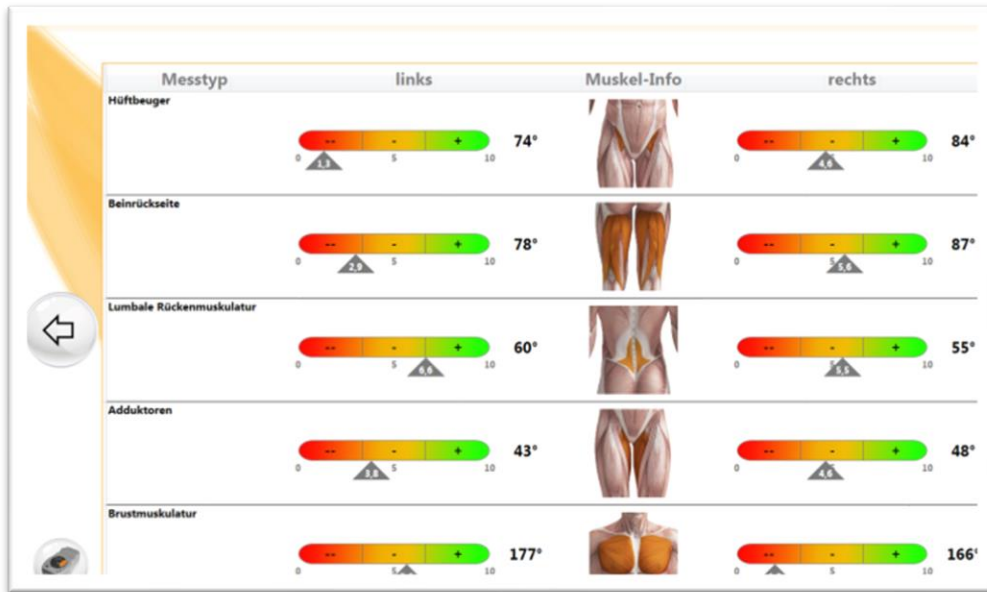 Messtyp links Muskel-Info rechts
Hüftbeuger
-- - + 74° -- - + 84°
0 1,3 5 10 0 4,6 10
Beinrückseite
-- - + 78° -- - + 87°
0 2,9 5 10 0 5 5,6 10
Lumbale Rückenmuskulatur
-- - + 60° -- - + 55°
0 5 6,6 10 0 5,5 10
Adduktoren
-- - + 43° -- - + 48°
0 3,8 5 10 0 4,6 10
Brustmuskulatur
-- - + 177° -- - + 166°
0 5 10 0 5 10